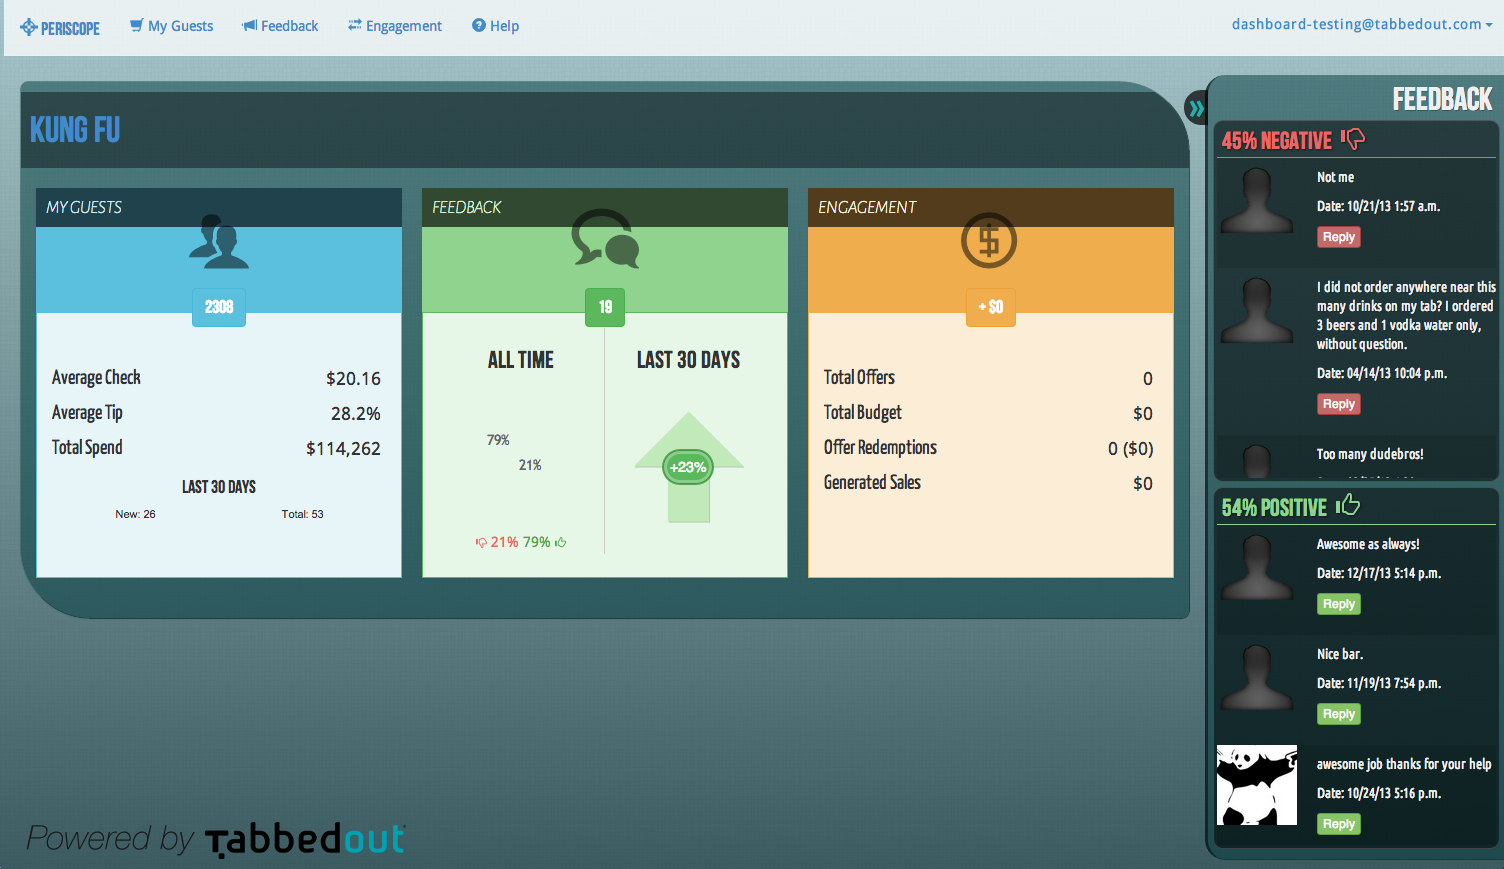 PERISCOPE My Guests Feedback Engagement Help dashboard-testing@tabbedout.com
KUNG FU
MY GUESTS
2308
Average Check $20.16
Average Tip 28.2%
Total Spend $114,262
LAST 30 DAYS
New: 26 Total: 53
FEEDBACK
19
ALL TIME
79%
21%
21% 79%
LAST 30 DAYS
+23%
ENGAGEMENT
+ $0
Total Offers 0
Total Budget $0
Offer Redemptions 0 ($0)
Generated Sales $0
FEEDBACK
45% NEGATIVE
Not me
Date: 10/21/13 1:57 a.m.
Reply
I did not order anywhere near this
many drinks on my tab? I ordered
3 beers and 1 vodka water only,
without question.
Date: 04/14/13 10:04 p.m.
Reply
Too many dudebros!
54% POSITIVE
Awesome as always!
Date: 12/17/13 5:14 p.m.
Reply
Nice bar.
Date: 11/19/13 7:54 p.m.
Reply
awesome job thanks for your help
Date: 10/24/13 5:16 p.m.
Reply
Powered by Tabbedout